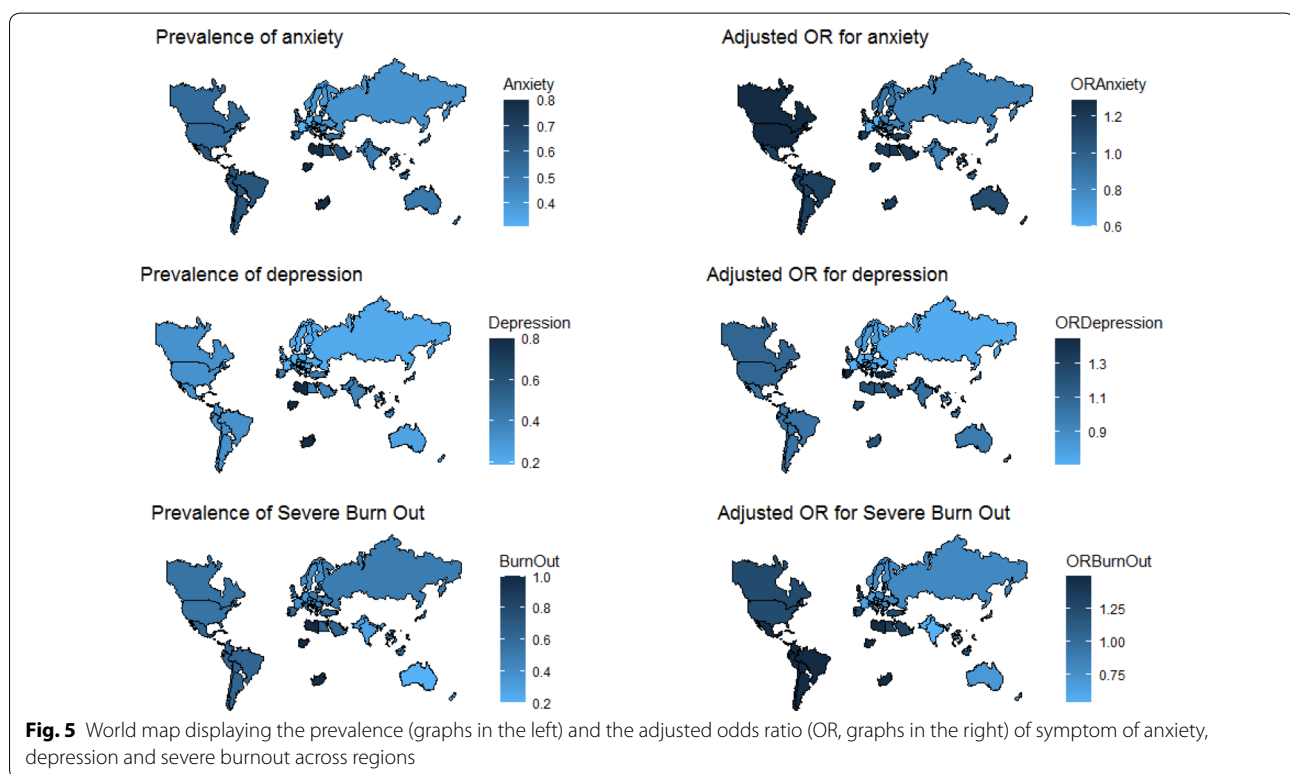 Prevalence of anxiety
Anxiety
0.8
0.7
0.6
0.5
0.4
Adjusted OR for anxiety
ORAnxiety
1.2
1.0
0.8
0.6
Prevalence of depression
Depression
0.8
0.6
0.4
0.2
Adjusted OR for depression
ORDepression
1.3
1.1
0.9
Prevalence of Severe Burn Out
BurnOut
1.0
0.8
0.6
0.4
0.2
Adjusted OR for Severe Burn Out
ORBurnOut
1.25
1.00
0.75
Fig. 5 World map displaying the prevalence (graphs in the left) and the adjusted odds ratio (OR, graphs in the right) of symptom of anxiety,
depression and severe burnout across regions